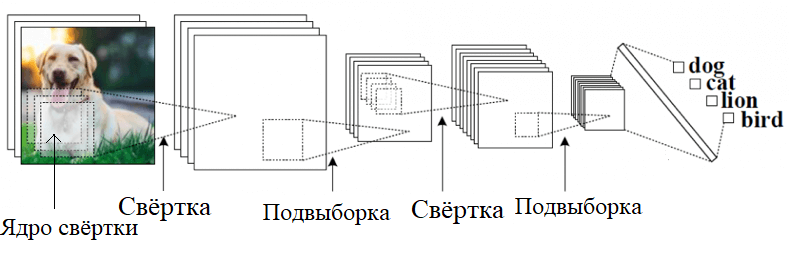 dog
cat
lion
bird
Ядро свёртки
Свёртка
Подвыборка
Свёртка
Подвыборка